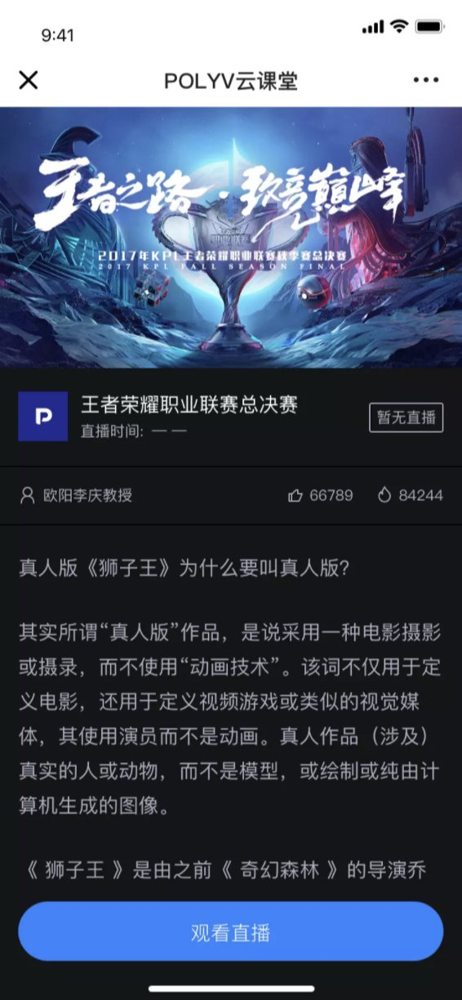 9:41
POLYV云课堂
王者之路·致竞巅峰
2017年KPL王者荣耀职业联赛秋季赛总决赛
2017 KPL FALL SEASON FINAL
王者荣耀职业联赛总决赛
直播时间: — —
暂无直播
欧阳李庆教授
66789
84244
真人版《狮子王》为什么要叫真人版?
其实所谓“真人版”作品，是说采用一种电影摄影
或摄录，而不使用“动画技术”。该词不仅用于定
义电影，还用于定义视频游戏或类似的视觉媒
体，其使用演员而不是动画。真人作品（涉及）
真实的人或动物，而不是模型，或绘制或纯由计
算机生成的图像。
《 狮子王 》是由之前《 奇幻森林 》的导演乔
观看直播